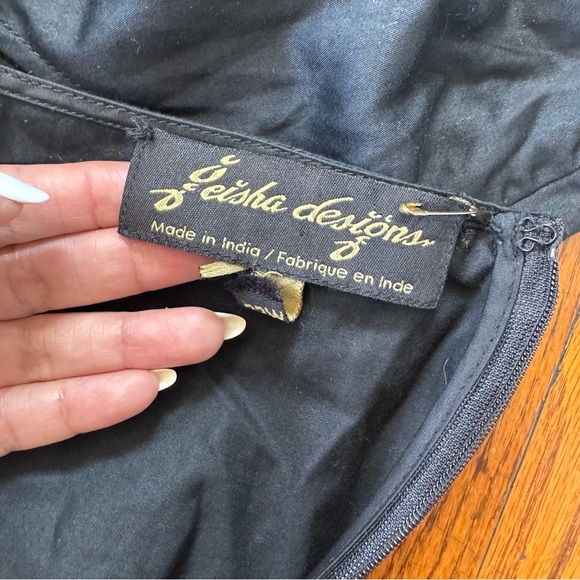 geisha designs.
Made in India / Fabrique en Inde